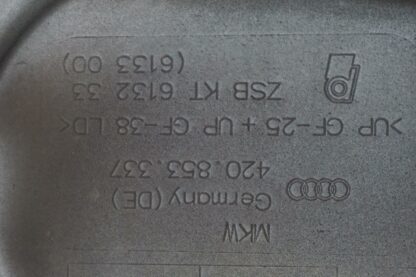 MKW
Germany (DE)
420.853.337
>UP GF-25 + UP GF-38 LD<
ZSB KT 6132 33
(6133 00)